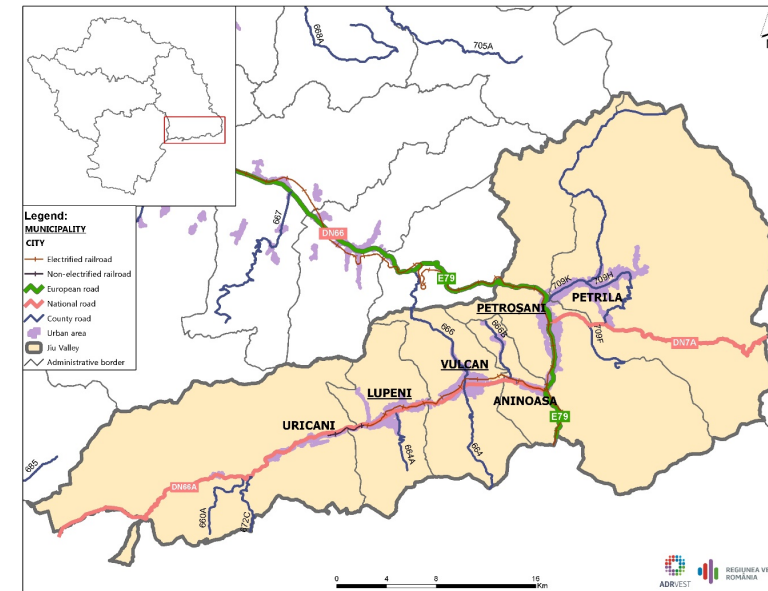 668A
705A
Legend:
MUNICIPALITY
CITY
Electrified railroad
Non-electrified railroad
European road
National road
County road
Urban area
Jiu Valley
Administrative border
667
DN66
E79
709K
709H
PETRILA
PETROȘANI
666
666B
709F
DN7A
VULCAN
LUPENI
ANINOASA
E79
URICANI
664A
664
685
DN66A
660A
672C
0
4
8
16
Km
ADRVEST
REGIUNEA VE
ROMÂNIA